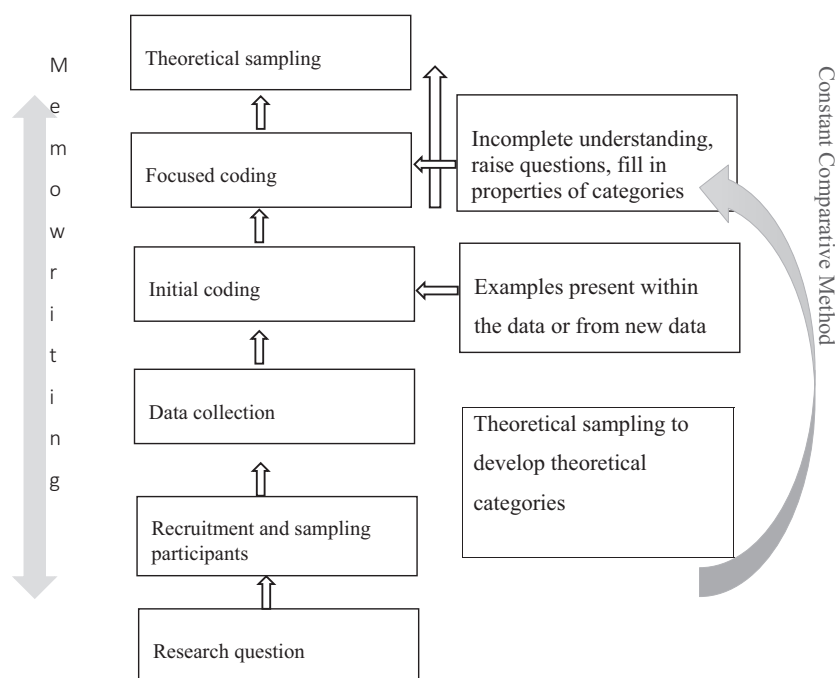 Memowriting
Theoretical sampling
Focused coding
Initial coding
Data collection
Recruitment and sampling
participants
Research question
Incomplete understanding,
raise questions, fill in
properties of categories
Examples present within
the data or from new data
Theoretical sampling to
develop theoretical
categories
Constant Comparative Method